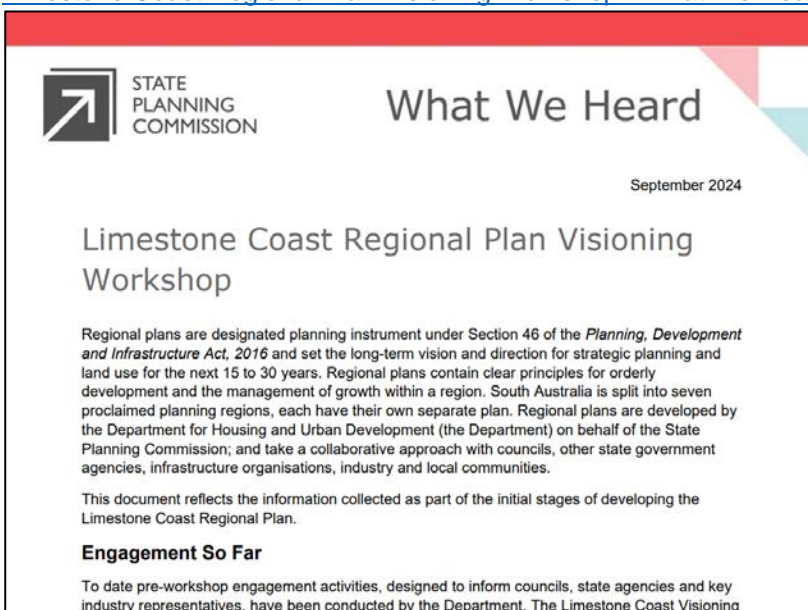 STATE
PLANNING
COMMISSION
What We Heard
September 2024
Limestone Coast Regional Plan Visioning
Workshop
Regional plans are designated planning instrument under Section 46 of the Planning, Development
and Infrastructure Act, 2016 and set the long-term vision and direction for strategic planning and
land use for the next 15 to 30 years. Regional plans contain clear principles for orderly
development and the management of growth within a region. South Australia is split into seven
proclaimed planning regions, each have their own separate plan. Regional plans are developed by
the Department for Housing and Urban Development (the Department) on behalf of the State
Planning Commission; and take a collaborative approach with councils, other state government
agencies, infrastructure organisations, industry and local communities.
This document reflects the information collected as part of the initial stages of developing the
Limestone Coast Regional Plan.
Engagement So Far
To date pre-workshop engagement activities, designed to inform councils, state agencies and key
industry representatives, have been conducted by the Department. The Limestone Coast Visioning